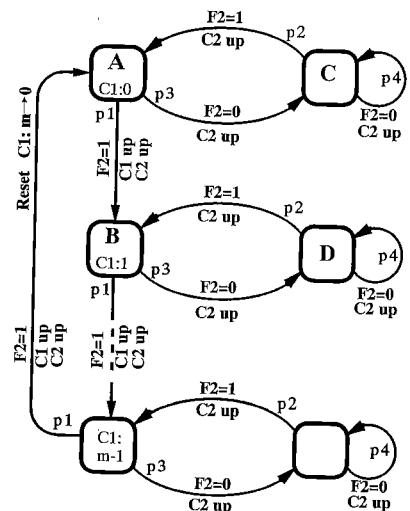 F2=1
C2 up
p2
A
C1:0
C
p4
p1
p3
F2=0
C2 up
F2=0
C2 up
Reset C1: m→0
F2=1
C1 up
C2 up
F2=1
C2 up
p2
B
C1:1
D
p4
p1
p3
F2=0
C2 up
F2=0
C2 up
F2=1
C1 up
C2 up
F2=1
C1 up
C2 up
F2=1
C2 up
p2
p1
C1:
m-1
p4
p3
F2=0
C2 up
F2=0
C2 up